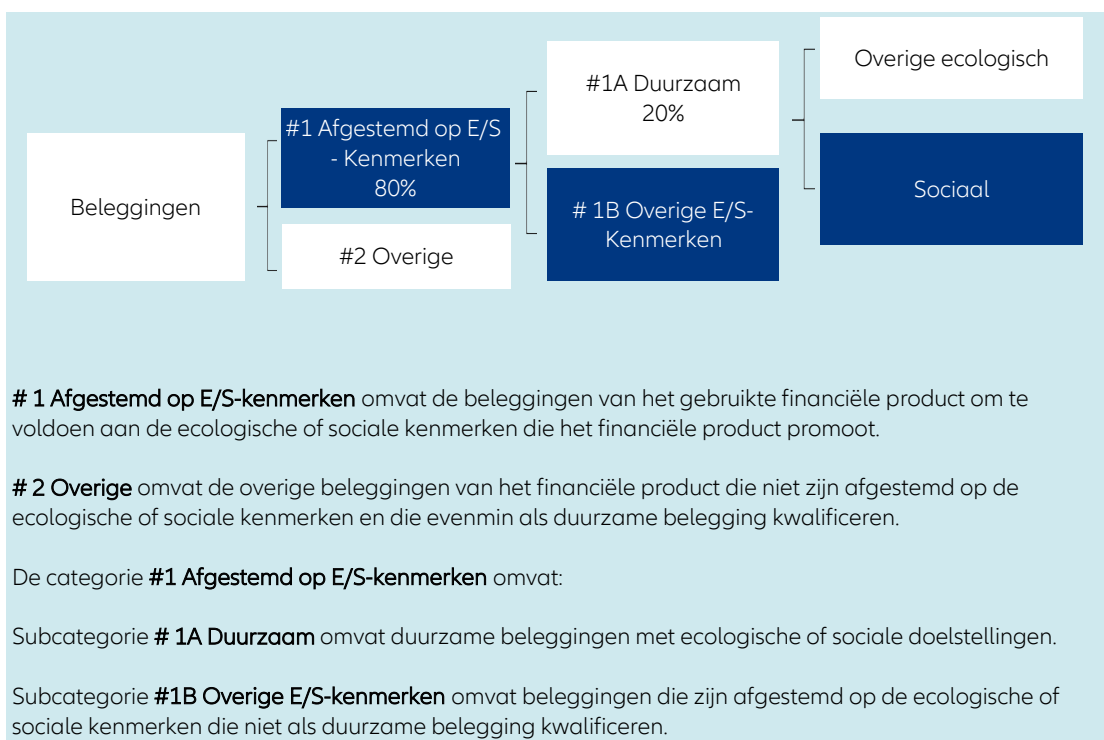 Beleggingen
#1 Afgestemd op E/S
- Kenmerken
80%
#2 Overige
#1A Duurzaam
20%
# 1B Overige E/S-
Kenmerken
Overige ecologisch
Sociaal
# 1 Afgestemd op E/S-kenmerken omvat de beleggingen van het gebruikte financiële product om te
voldoen aan de ecologische of sociale kenmerken die het financiële product promoot.
# 2 Overige omvat de overige beleggingen van het financiële product die niet zijn afgestemd op de
ecologische of sociale kenmerken en die evenmin als duurzame belegging kwalificeren.
De categorie #1 Afgestemd op E/S-kenmerken omvat:
Subcategorie # 1A Duurzaam omvat duurzame beleggingen met ecologische of sociale doelstellingen.
Subcategorie #1B Overige E/S-kenmerken omvat beleggingen die zijn afgestemd op de ecologische of
sociale kenmerken die niet als duurzame belegging kwalificeren.